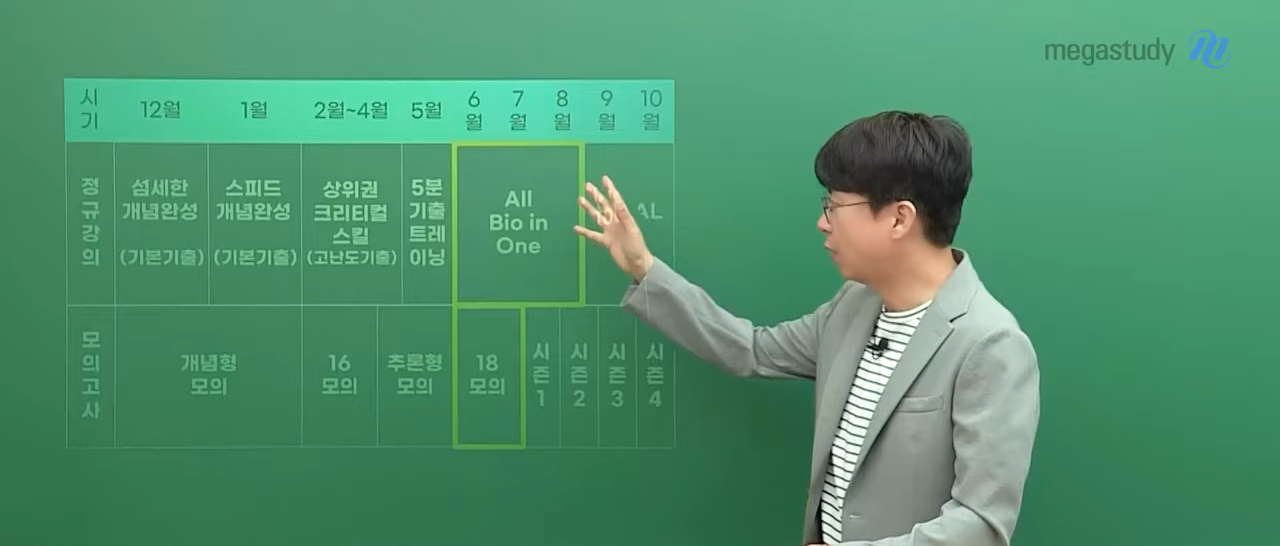 megastudy
시기
12월
1월
2월~4월
5월
6월
7월
8월
9월
10월
정규강의
섬세한
개념완성
(기본기출)
스피드
개념완성
(기본기출)
상위권
크리티컬
스킬
(고난도기출)
5분
기출
트레
이닝
All
Bio in
One
AL
모의고사
개념형
모의
16
모의
추론형
모의
18
모의
시즌1
시즌2
시즌3
시즌4